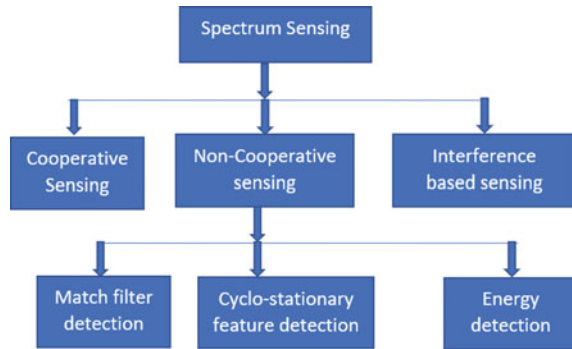 Spectrum Sensing
Cooperative
Sensing
Non-Cooperative
sensing
Interference
based sensing
Match filter
detection
Cyclo-stationary
feature detection
Energy
detection